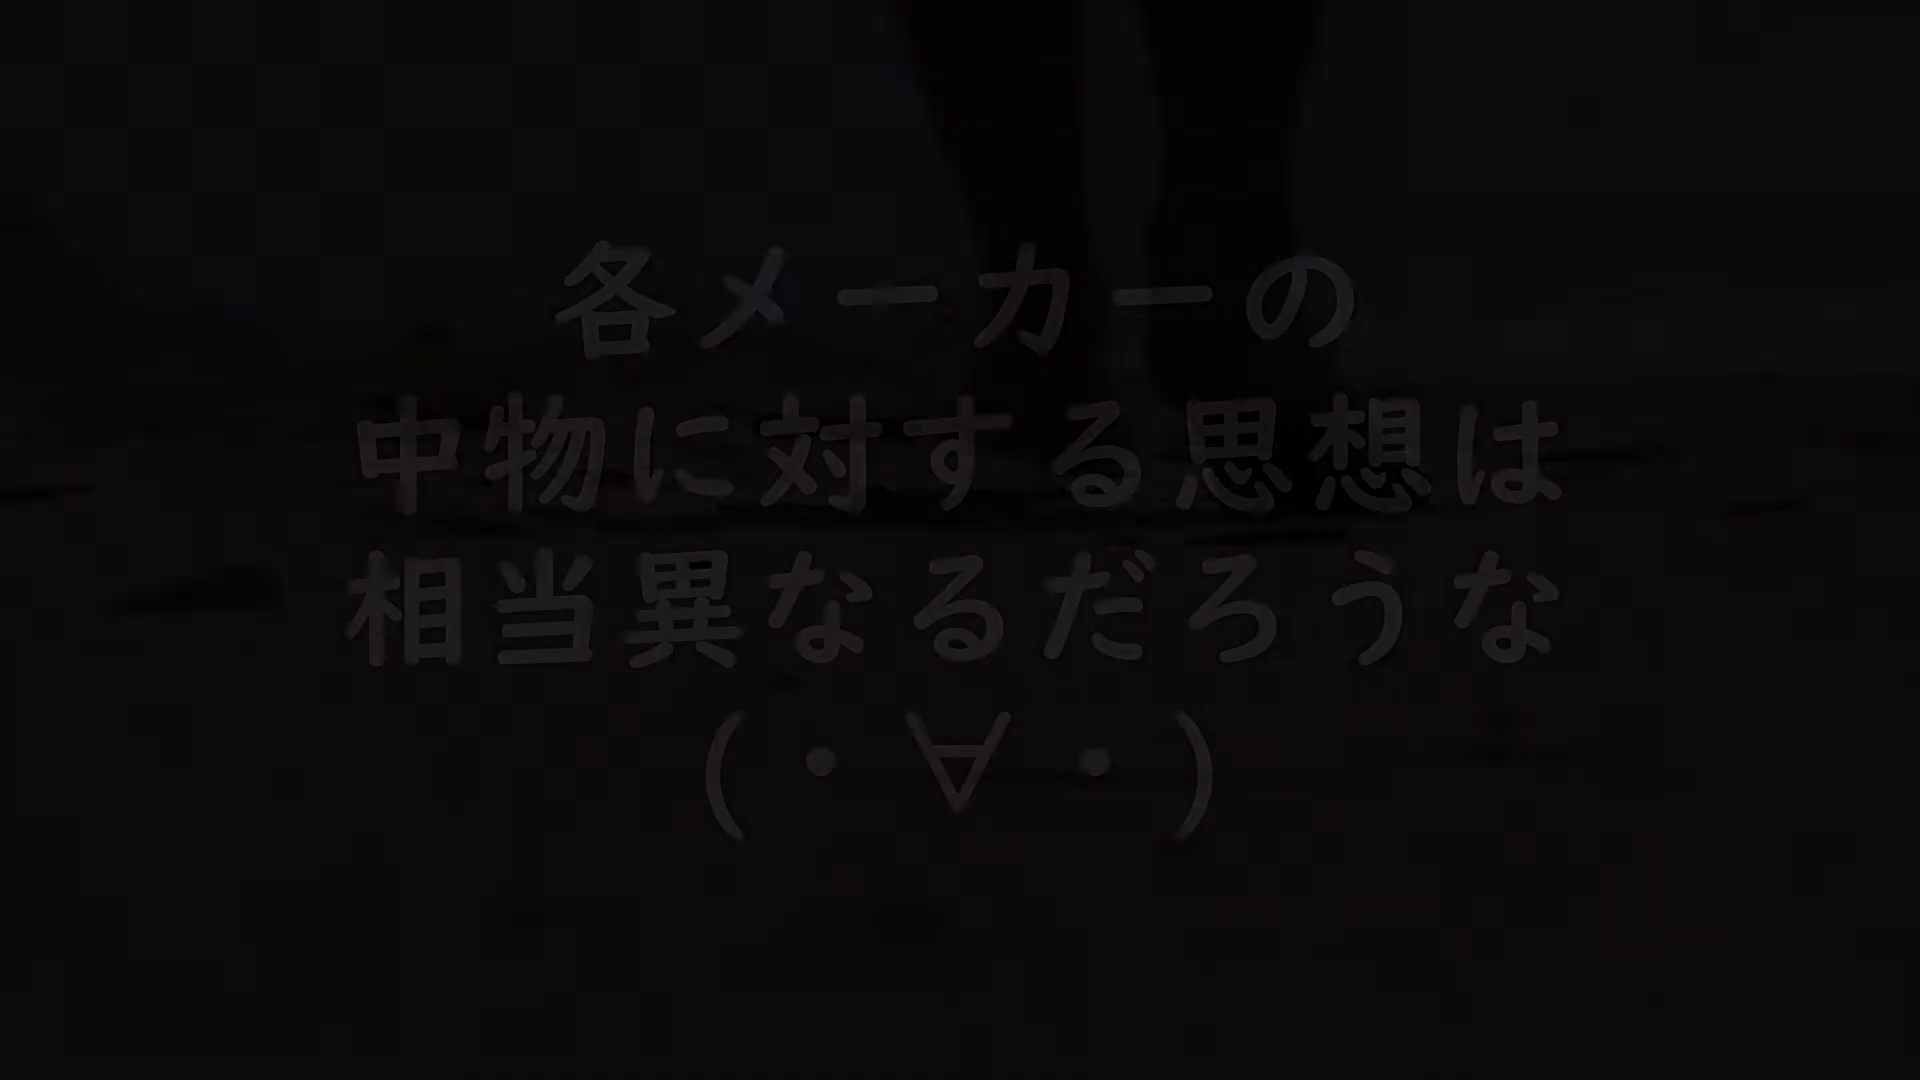 各メーカーの
中物に対する思想は
相当異なるだろうな
(・∀・)